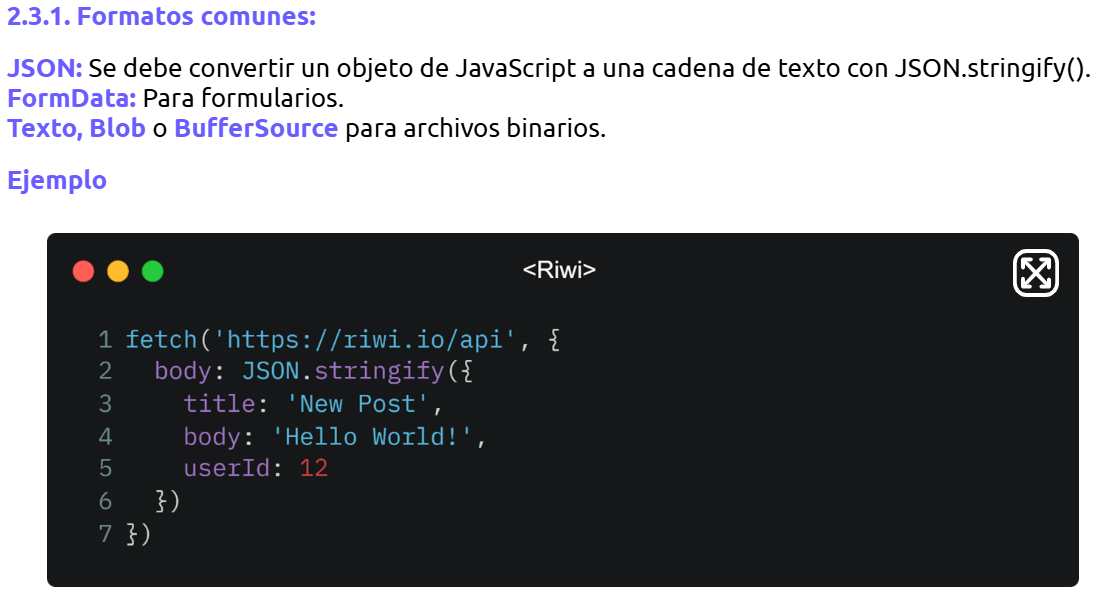 2.3.1. Formatos comunes:
JSON: Se debe convertir un objeto de JavaScript a una cadena de texto con JSON.stringify().
FormData: Para formularios.
Texto, Blob o BufferSource para archivos binarios.
Ejemplo
<Riwi>
1 fetch('https://riwi.io/api', {
2   body: JSON.stringify({
3     title: 'New Post',
4     body: 'Hello World!',
5     userId: 12
6   })
7 })